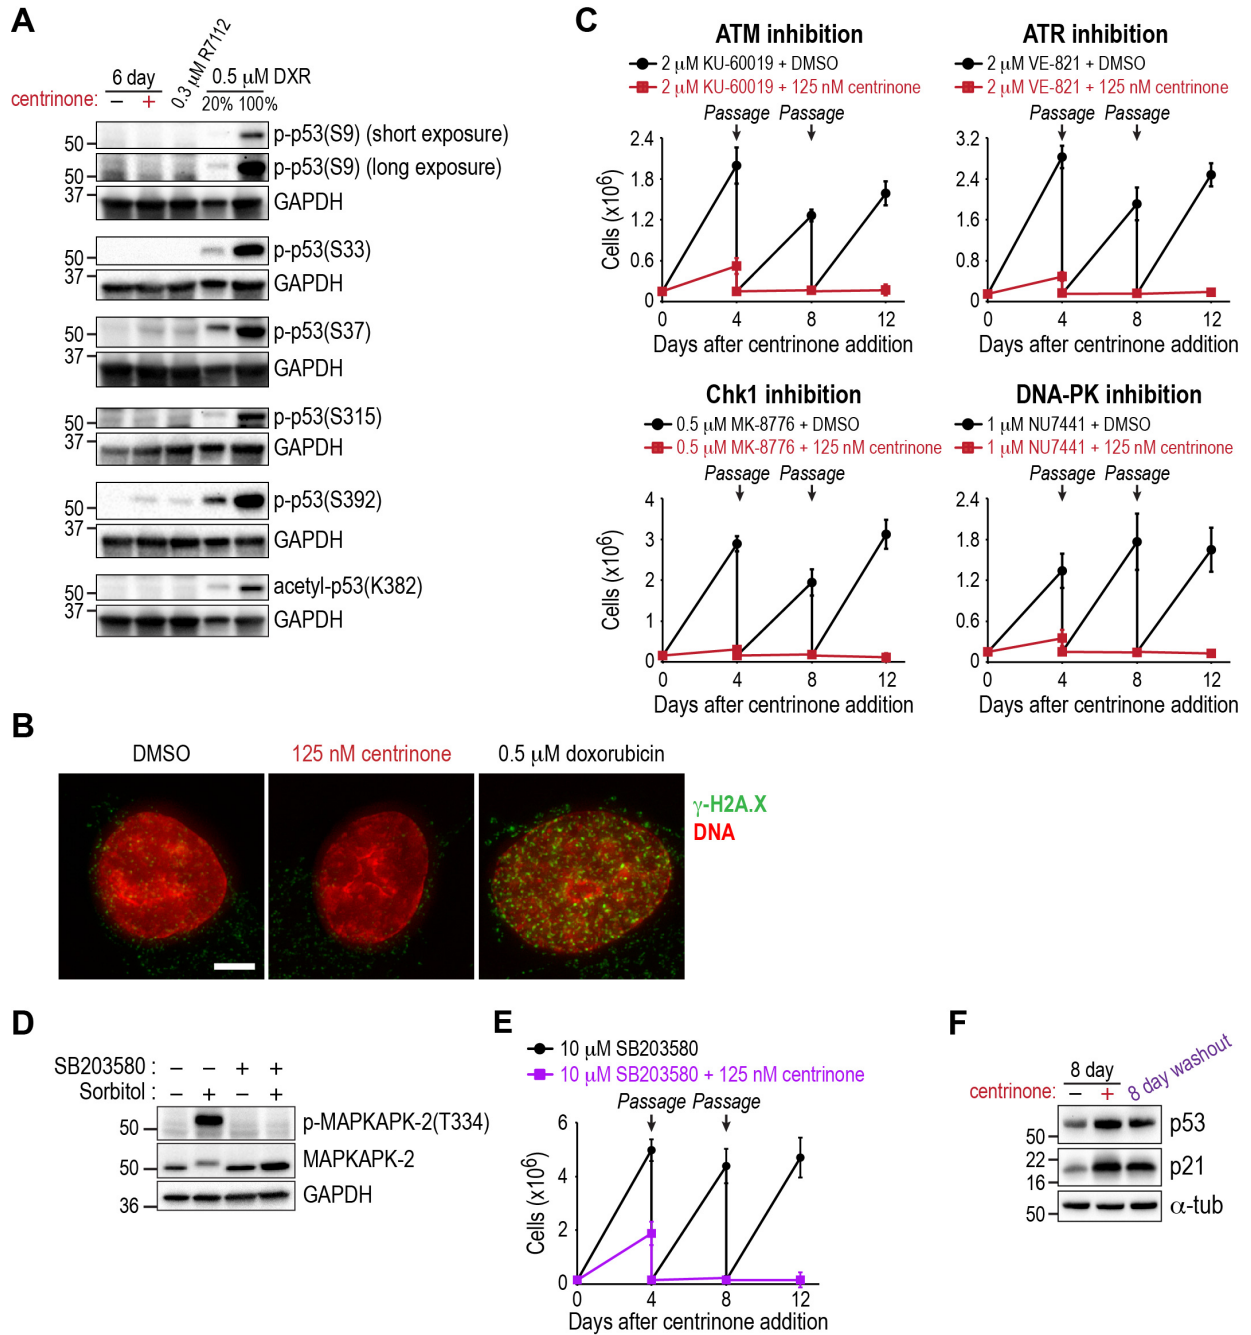 A
6 day
0.3 μM R7112
0.5 μM DXR
centrinone: − + 20% 100%
50 p-p53(S9) (short exposure)
50 p-p53(S9) (long exposure)
37 GAPDH
50 p-p53(S33)
37 GAPDH
50 p-p53(S37)
37 GAPDH
50 p-p53(S315)
37 GAPDH
50 p-p53(S392)
37 GAPDH
50 acetyl-p53(K382)
37 GAPDH
B
DMSO
125 nM centrinone
0.5 μM doxorubicin
γ-H2A.X
DNA
C
ATM inhibition
2 μM KU-60019 + DMSO
2 μM KU-60019 + 125 nM centrinone
Passage Passage
Cells (x10⁶)
2.4
1.8
1.2
0.6
0
0 4 8 12
Days after centrinone addition
ATR inhibition
2 μM VE-821 + DMSO
2 μM VE-821 + 125 nM centrinone
Passage Passage
3.2
2.4
1.6
0.8
0
0 4 8 12
Days after centrinone addition
Chk1 inhibition
0.5 μM MK-8776 + DMSO
0.5 μM MK-8776 + 125 nM centrinone
Passage Passage
Cells (x10⁶)
4
3
2
1
0
0 4 8 12
Days after centrinone addition
DNA-PK inhibition
1 μM NU7441 + DMSO
1 μM NU7441 + 125 nM centrinone
Passage Passage
2.4
1.8
1.2
0.6
0
0 4 8 12
Days after centrinone addition
D
SB203580 : − − + +
Sorbitol : − + − +
50 p-MAPKAPK-2(T334)
50 MAPKAPK-2
36 GAPDH
E
10 μM SB203580
10 μM SB203580 + 125 nM centrinone
Passage Passage
Cells (x10⁶)
6
4
2
0
0 4 8 12
Days after centrinone addition
F
8 day
8 day washout
centrinone: − +
50 p53
22
16 p21
50 α-tub